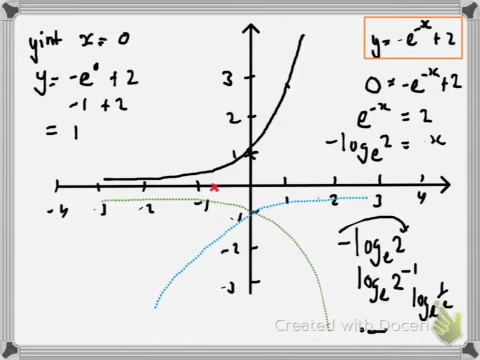 yint x = 0
y = -e⁰ + 2
-1 + 2
= 1
y = -e⁻ˣ + 2
0 = -e⁻ˣ + 2
e⁻ˣ = 2
-logₑ2 = x
3
2
1
-4 -3 -2 -1 1 2 3 4
-1
-2
-3
-logₑ2
logₑ2⁻¹
Created with Doceri